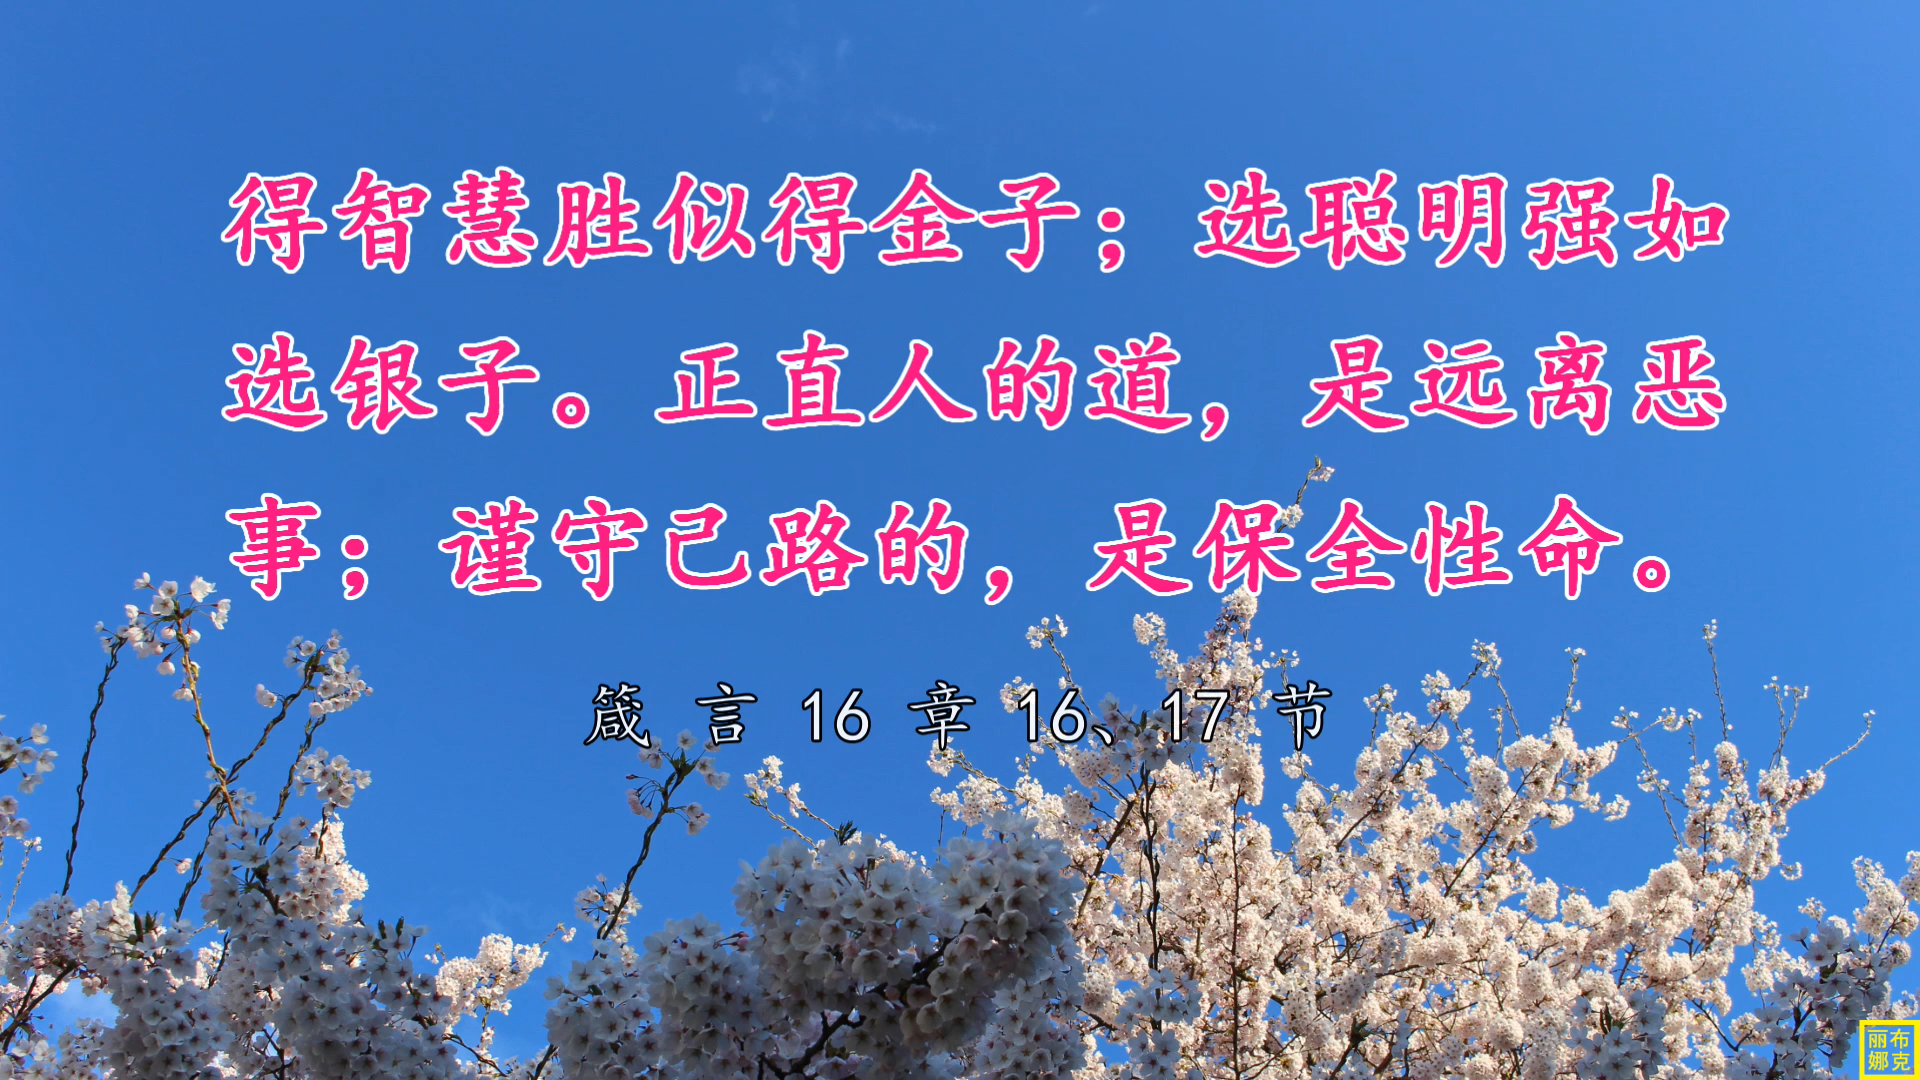 得智慧胜似得金子；选聪明强如
选银子。正直人的道，是远离恶
事；谨守己路的，是保全性命。
箴 言 16 章 16、17 节
丽布
娜克